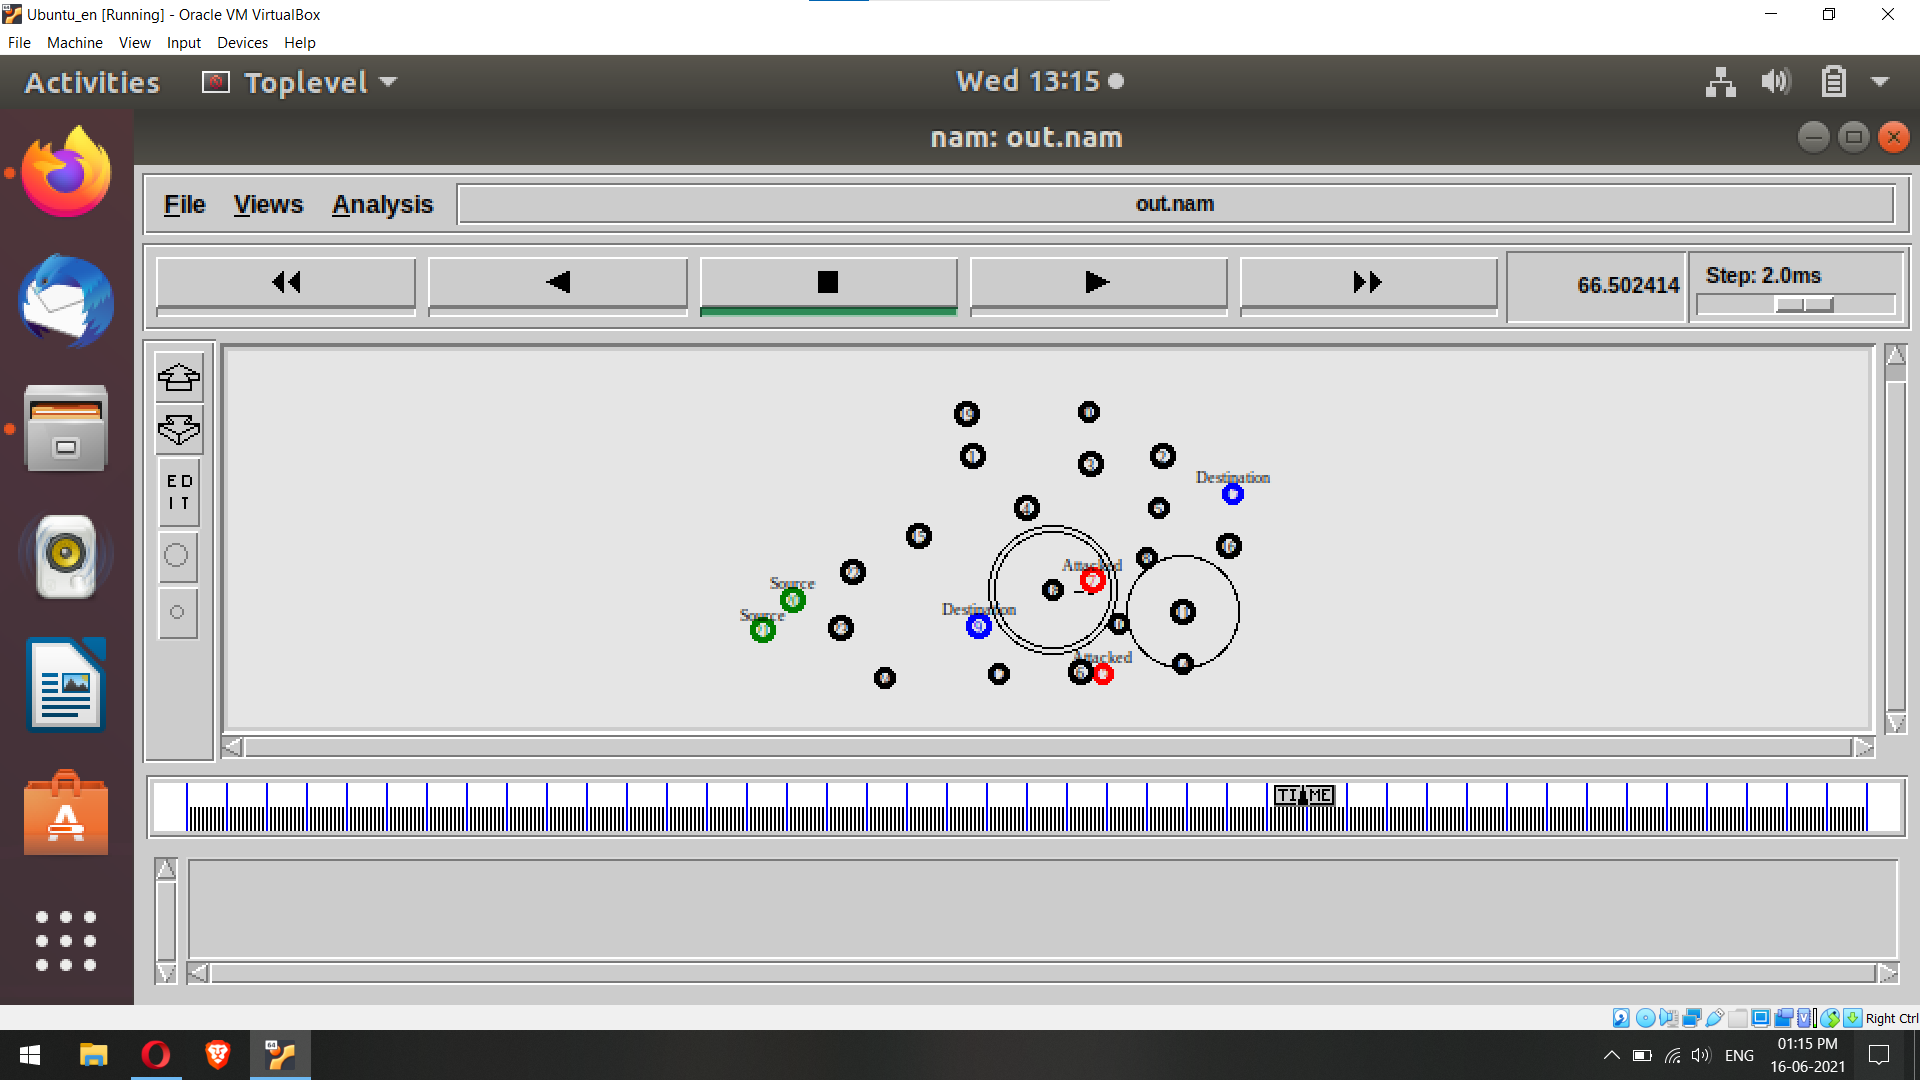 Ubuntu_en [Running] - Oracle VM VirtualBox
File Machine View Input Devices Help
Activities Toplevel Wed 13:15
nam: out.nam
File Views Analysis out.nam
66.502414 Step: 2.0ms
E D
I T
Destination
Attacked
Source
Destination
Source
Attacked
TIME
Right Ctrl
ENG
01:15 PM
16-06-2021